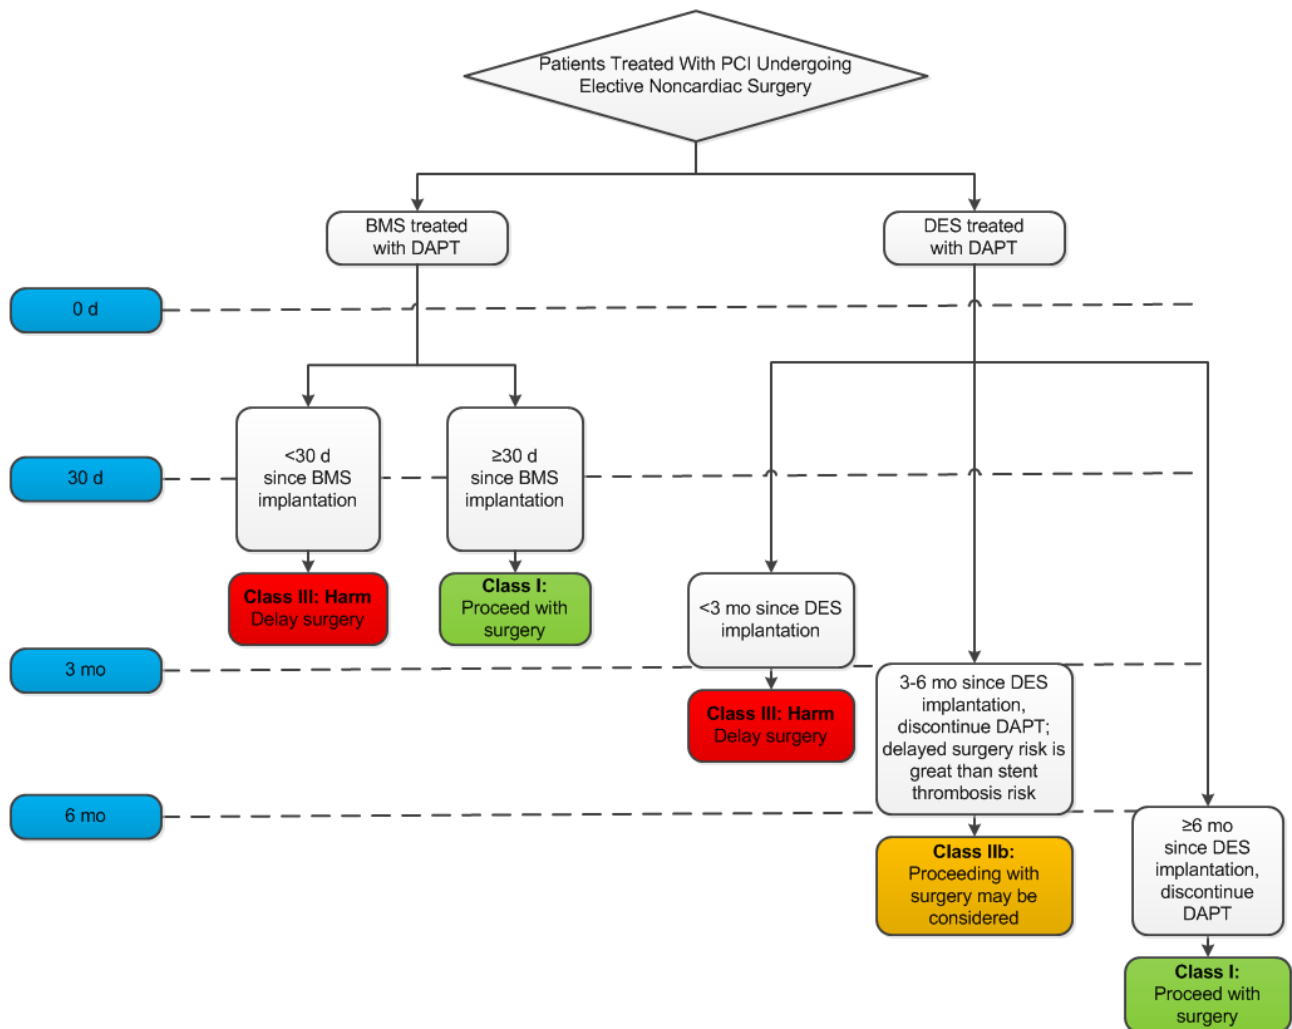 Patients Treated With PCI Undergoing
Elective Noncardiac Surgery
BMS treated
with DAPT
DES treated
with DAPT
0 d
<30 d
since BMS
implantation
≥30 d
since BMS
implantation
30 d
Class III: Harm
Delay surgery
Class I:
Proceed with
surgery
<3 mo since DES
implantation
3 mo
Class III: Harm
Delay surgery
3-6 mo since DES
implantation,
discontinue DAPT;
delayed surgery risk is
great than stent
thrombosis risk
6 mo
≥6 mo
since DES
implantation,
discontinue
DAPT
Class IIb:
Proceeding with
surgery may be
considered
Class I:
Proceed with
surgery